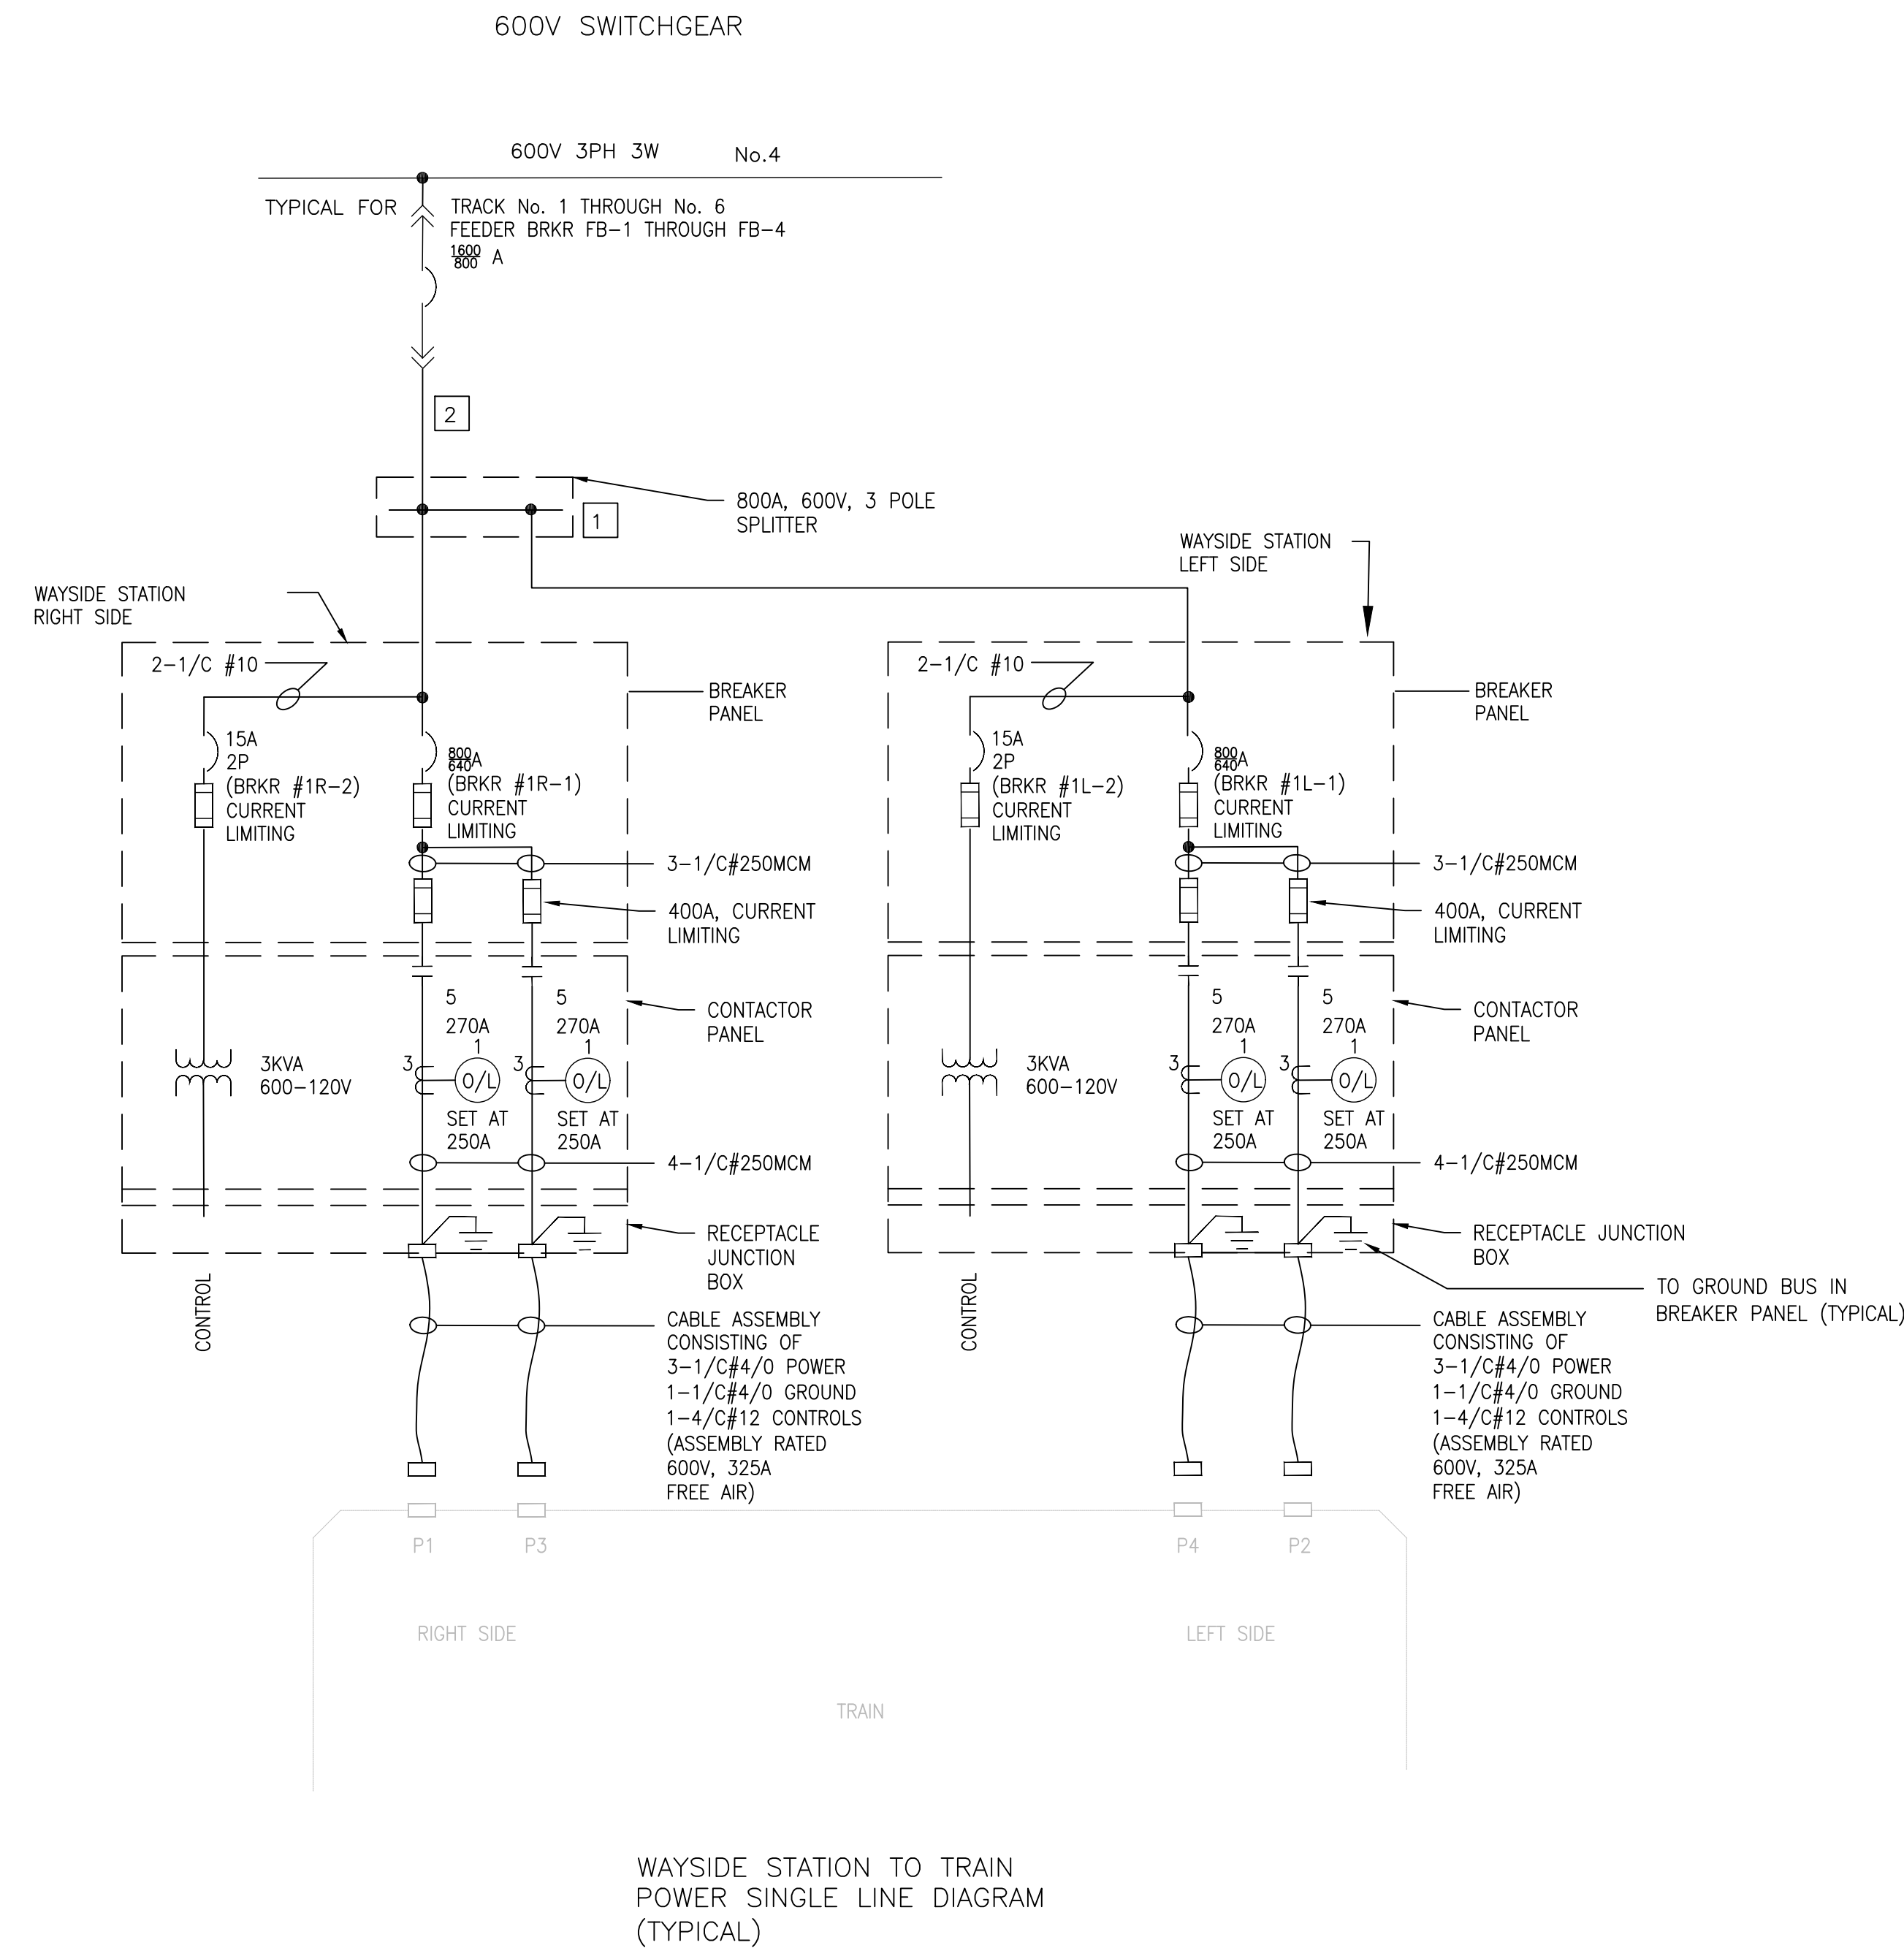 600V SWITCHGEAR
600V 3PH 3W
No.4
TYPICAL FOR
TRACK No. 1 THROUGH No. 6
FEEDER BRKR FB-1 THROUGH FB-4
1600
800 A
2
1
800A, 600V, 3 POLE
SPLITTER
WAYSIDE STATION
LEFT SIDE
WAYSIDE STATION
RIGHT SIDE
2-1/C #10
BREAKER
PANEL
15A
2P
(BRKR #1R-2)
CURRENT
LIMITING
800
640 A
(BRKR #1R-1)
CURRENT
LIMITING
3-1/C#250MCM
400A, CURRENT
LIMITING
5
270A
1
3
O/L
SET AT
250A
5
270A
1
3
O/L
SET AT
250A
CONTACTOR
PANEL
3KVA
600-120V
4-1/C#250MCM
RECEPTACLE
JUNCTION
BOX
CONTROL
CABLE ASSEMBLY
CONSISTING OF
3-1/C#4/0 POWER
1-1/C#4/0 GROUND
1-4/C#12 CONTROLS
(ASSEMBLY RATED
600V, 325A
FREE AIR)
2-1/C #10
BREAKER
PANEL
15A
2P
(BRKR #1L-2)
CURRENT
LIMITING
800
640 A
(BRKR #1L-1)
CURRENT
LIMITING
3-1/C#250MCM
400A, CURRENT
LIMITING
5
270A
1
3
O/L
SET AT
250A
5
270A
1
3
O/L
SET AT
250A
CONTACTOR
PANEL
3KVA
600-120V
4-1/C#250MCM
RECEPTACLE JUNCTION
BOX
TO GROUND BUS IN
BREAKER PANEL (TYPICAL)
CONTROL
CABLE ASSEMBLY
CONSISTING OF
3-1/C#4/0 POWER
1-1/C#4/0 GROUND
1-4/C#12 CONTROLS
(ASSEMBLY RATED
600V, 325A
FREE AIR)
P1
P3
P4
P2
RIGHT SIDE
LEFT SIDE
TRAIN
WAYSIDE STATION TO TRAIN
POWER SINGLE LINE DIAGRAM
(TYPICAL)